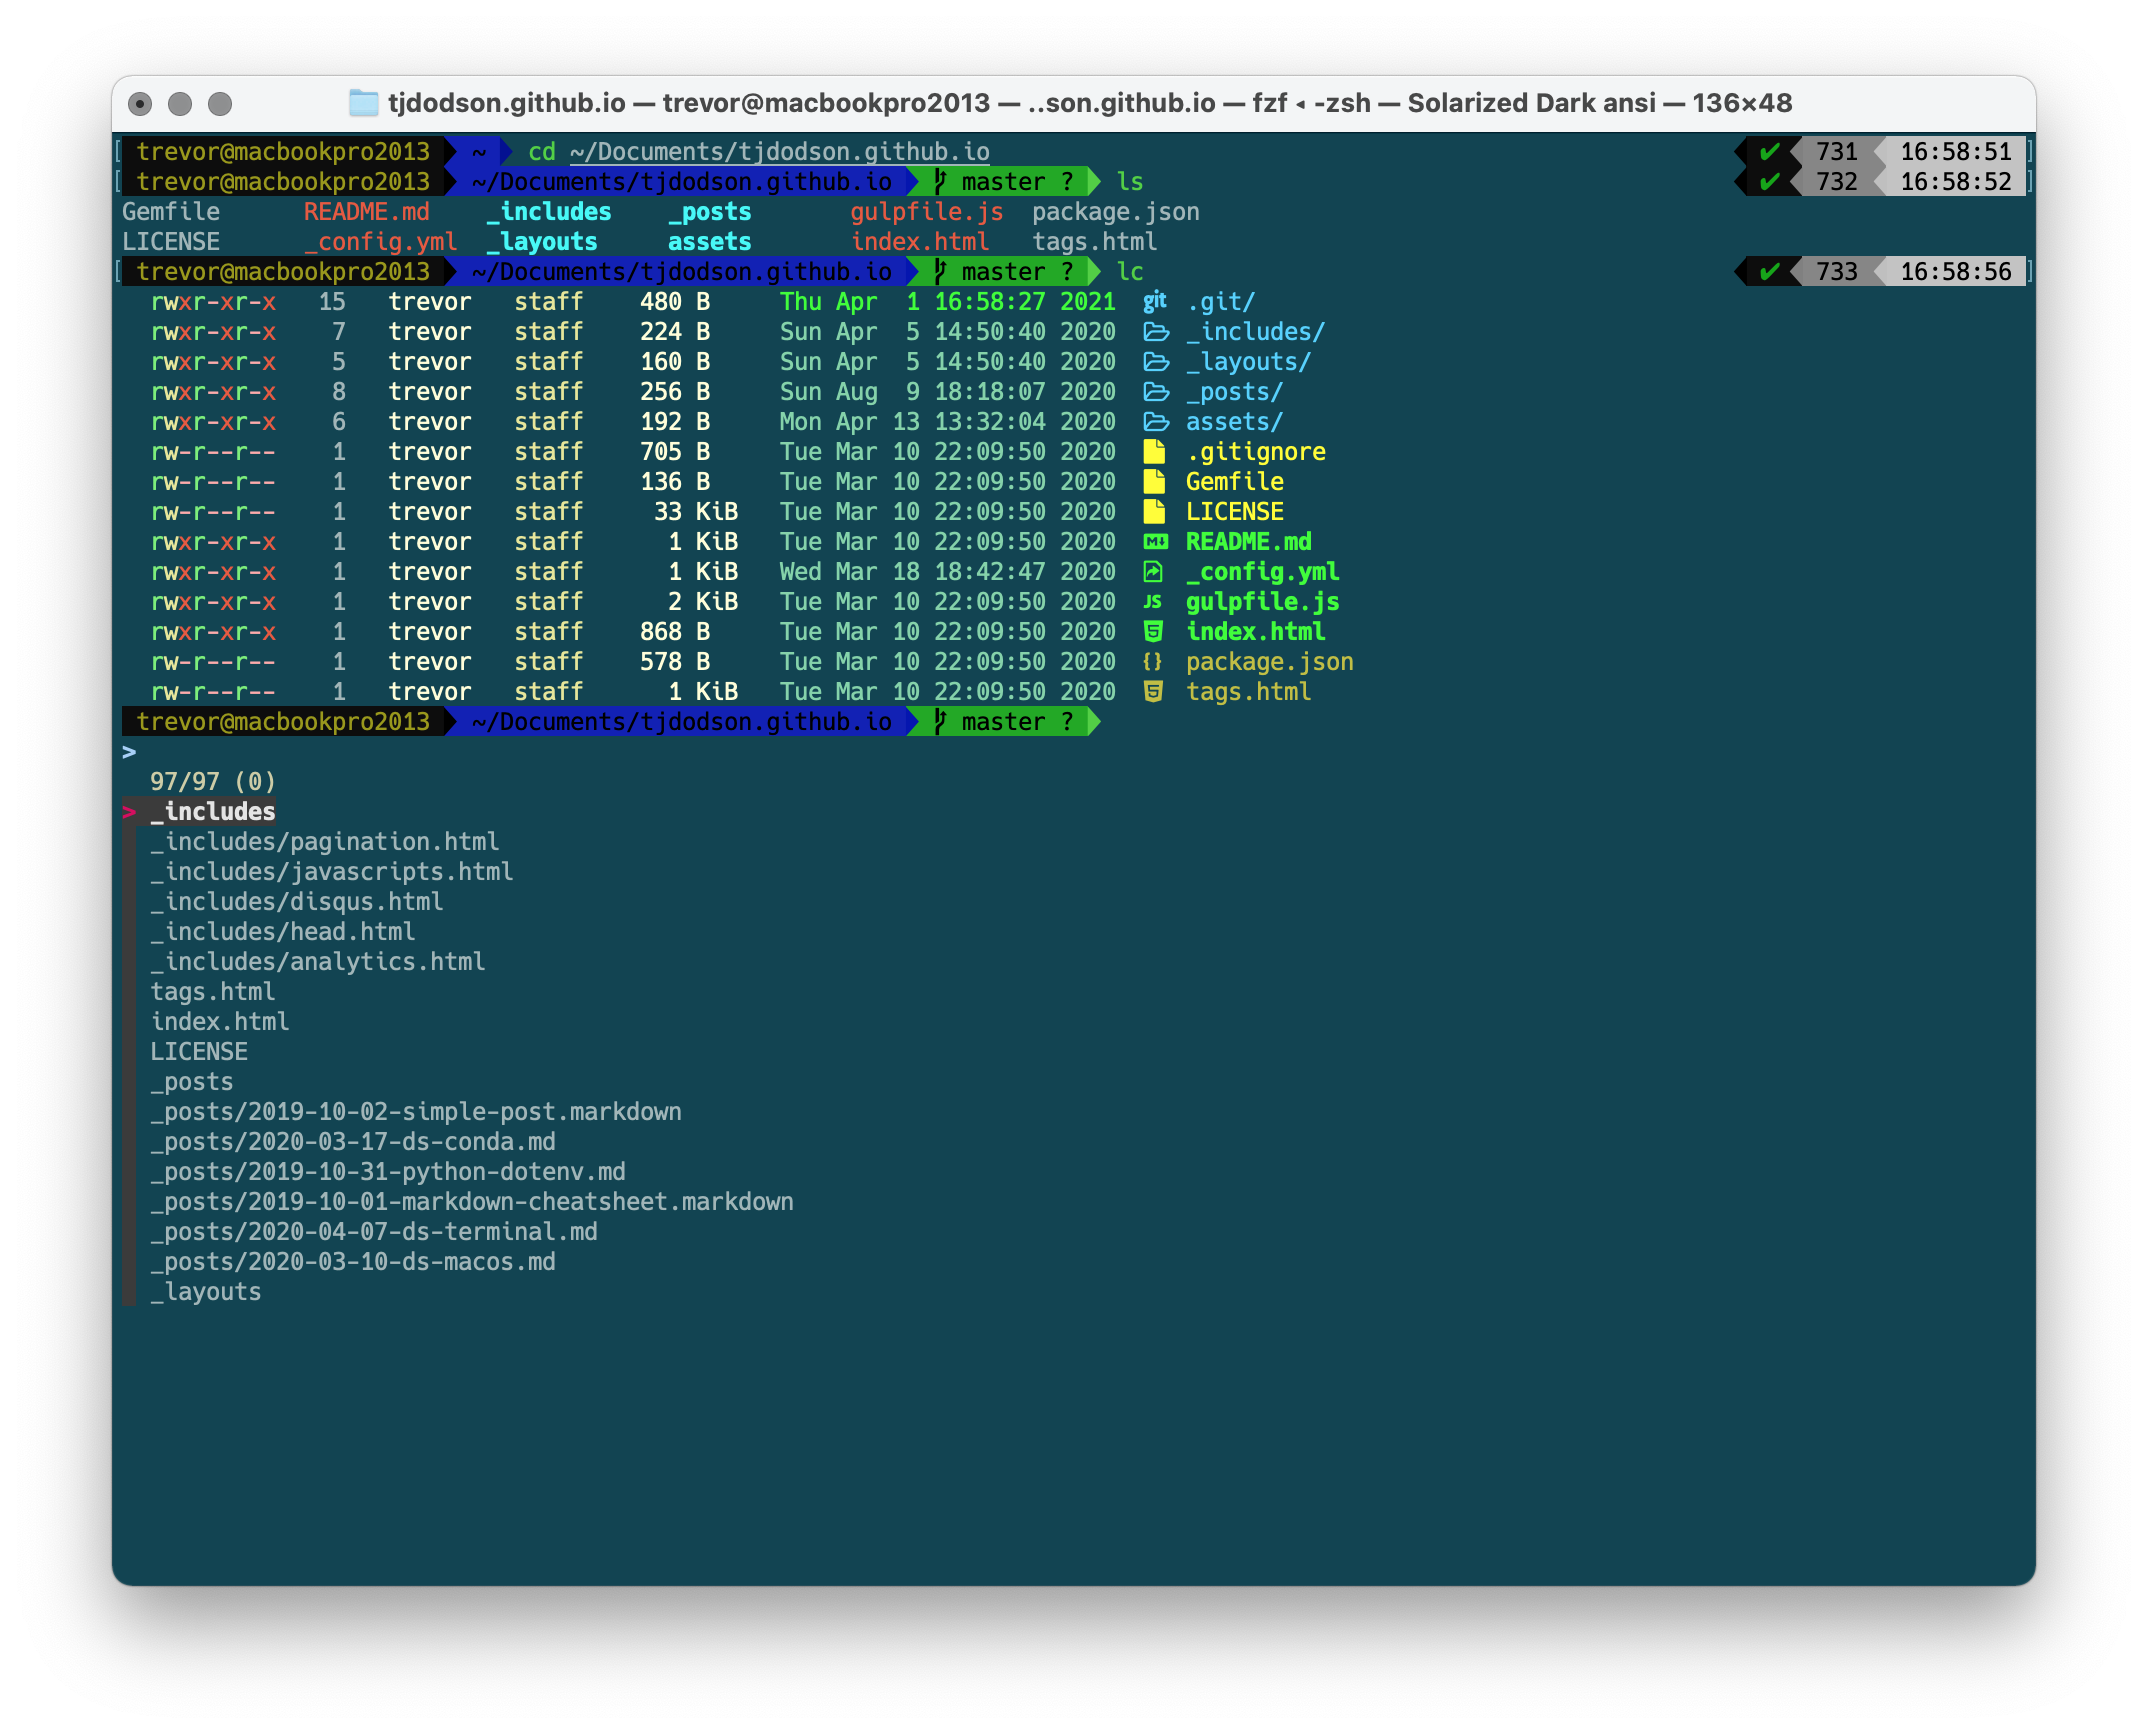 tjdodson.github.io — trevor@macbookpro2013 — ..son.github.io — fzf ◂ -zsh — Solarized Dark ansi — 136×48
trevor@macbookpro2013 ~ cd ~/Documents/tjdodson.github.io ✔ 731 16:58:51
trevor@macbookpro2013 ~/Documents/tjdodson.github.io master ? ls ✔ 732 16:58:52
Gemfile README.md _includes _posts gulpfile.js package.json
LICENSE _config.yml _layouts assets index.html tags.html
trevor@macbookpro2013 ~/Documents/tjdodson.github.io master ? lc ✔ 733 16:58:56
rwxr-xr-x 15 trevor staff 480 B Thu Apr 1 16:58:27 2021 git .git/
rwxr-xr-x 7 trevor staff 224 B Sun Apr 5 14:50:40 2020 _includes/
rwxr-xr-x 5 trevor staff 160 B Sun Apr 5 14:50:40 2020 _layouts/
rwxr-xr-x 8 trevor staff 256 B Sun Aug 9 18:18:07 2020 _posts/
rwxr-xr-x 6 trevor staff 192 B Mon Apr 13 13:32:04 2020 assets/
rw-r--r-- 1 trevor staff 705 B Tue Mar 10 22:09:50 2020 .gitignore
rw-r--r-- 1 trevor staff 136 B Tue Mar 10 22:09:50 2020 Gemfile
rw-r--r-- 1 trevor staff 33 KiB Tue Mar 10 22:09:50 2020 LICENSE
rwxr-xr-x 1 trevor staff 1 KiB Tue Mar 10 22:09:50 2020 M↓ README.md
rwxr-xr-x 1 trevor staff 1 KiB Wed Mar 18 18:42:47 2020 _config.yml
rwxr-xr-x 1 trevor staff 2 KiB Tue Mar 10 22:09:50 2020 JS gulpfile.js
rwxr-xr-x 1 trevor staff 868 B Tue Mar 10 22:09:50 2020 5 index.html
rw-r--r-- 1 trevor staff 578 B Tue Mar 10 22:09:50 2020 {} package.json
rw-r--r-- 1 trevor staff 1 KiB Tue Mar 10 22:09:50 2020 5 tags.html
trevor@macbookpro2013 ~/Documents/tjdodson.github.io master ?
>
97/97 (0)
> _includes
_includes/pagination.html
_includes/javascripts.html
_includes/disqus.html
_includes/head.html
_includes/analytics.html
tags.html
index.html
LICENSE
_posts
_posts/2019-10-02-simple-post.markdown
_posts/2020-03-17-ds-conda.md
_posts/2019-10-31-python-dotenv.md
_posts/2019-10-01-markdown-cheatsheet.markdown
_posts/2020-04-07-ds-terminal.md
_posts/2020-03-10-ds-macos.md
_layouts